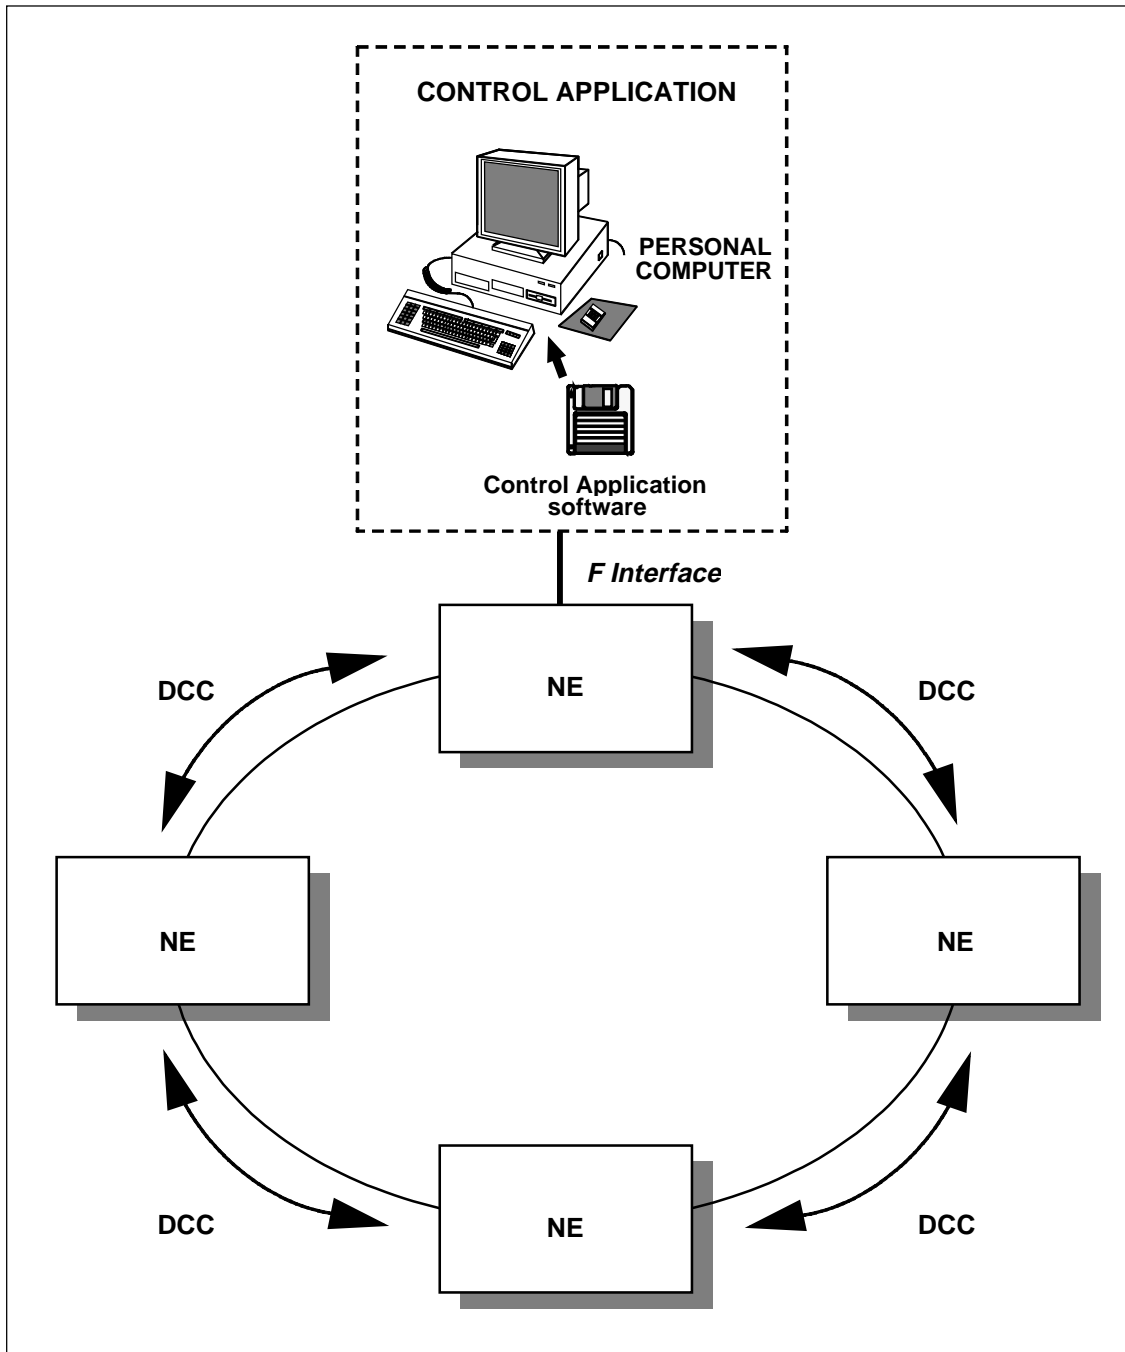 CONTROL APPLICATION
PERSONAL
COMPUTER
Control Application
software
F Interface
NE
DCC
DCC
NE
NE
DCC
DCC
NE